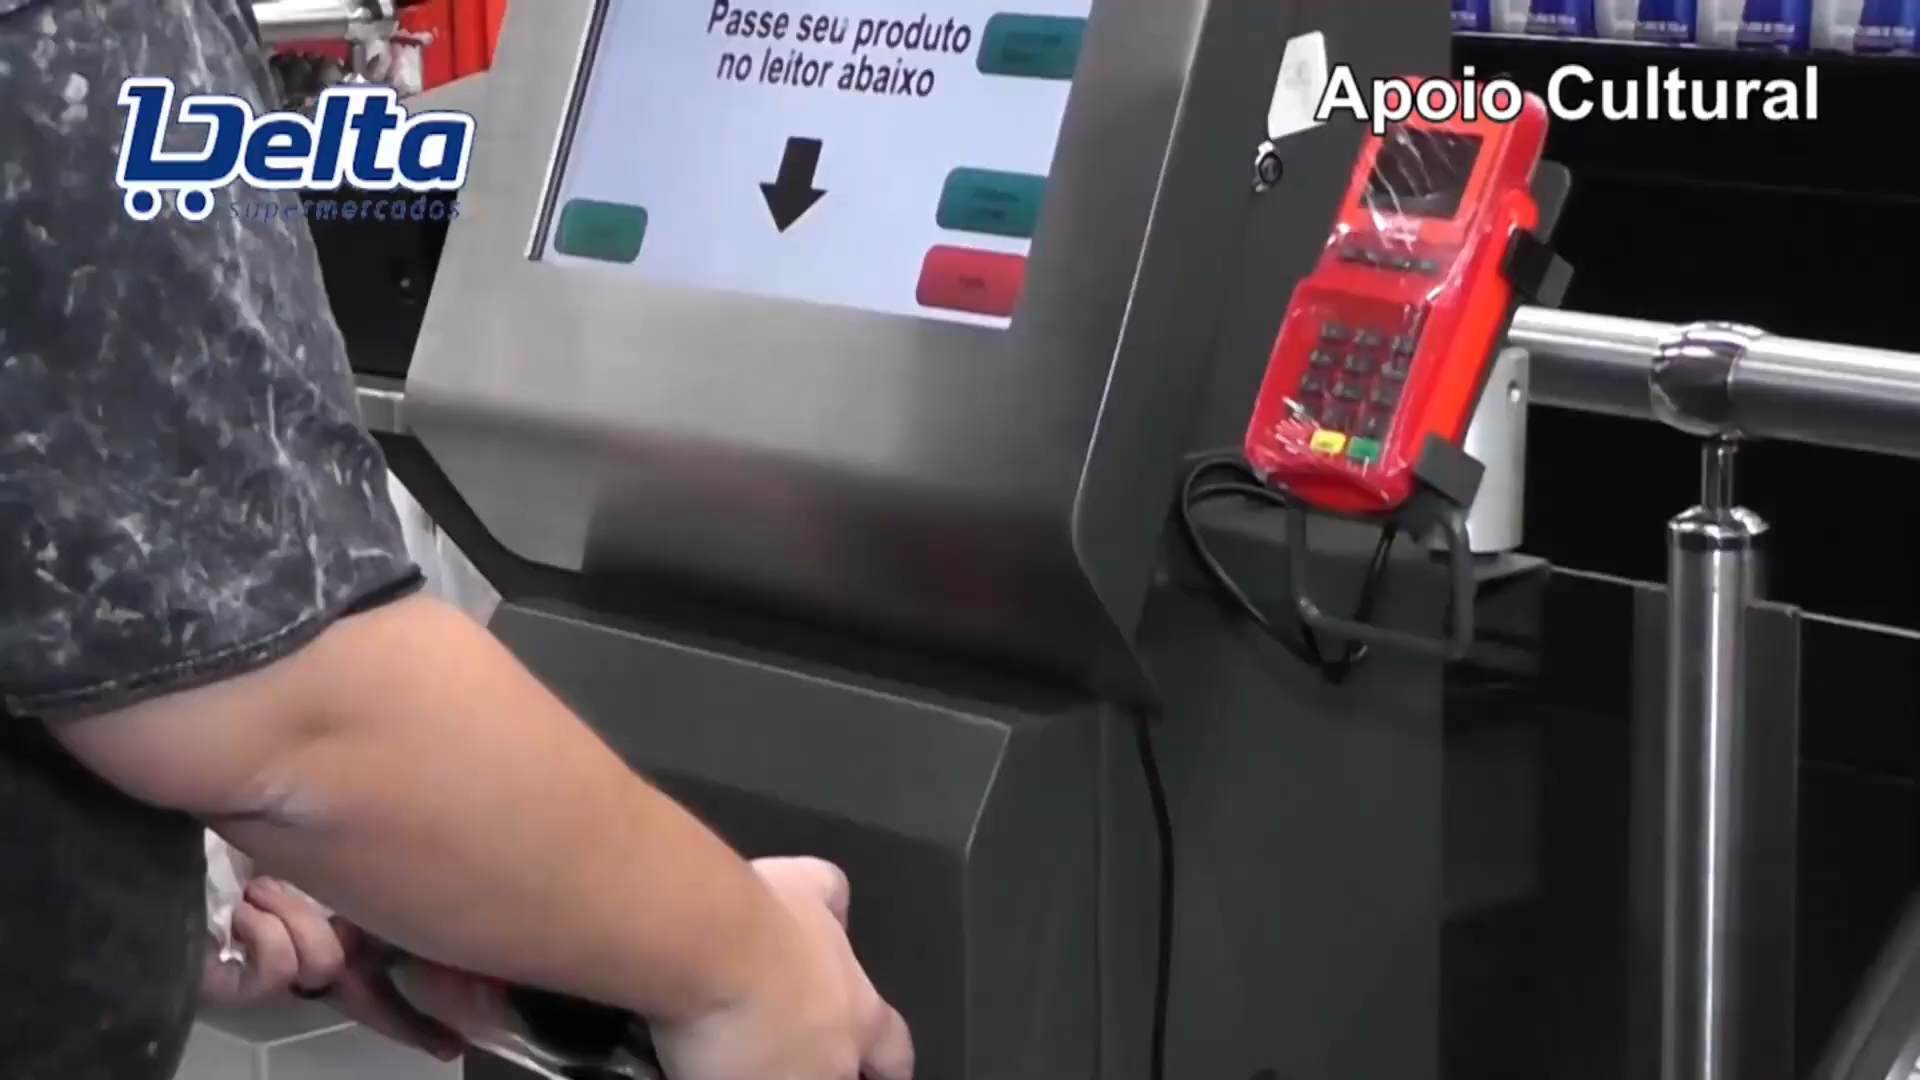 Passe seu produto
no leitor abaixo
Delta
supermercados
Apoio Cultural